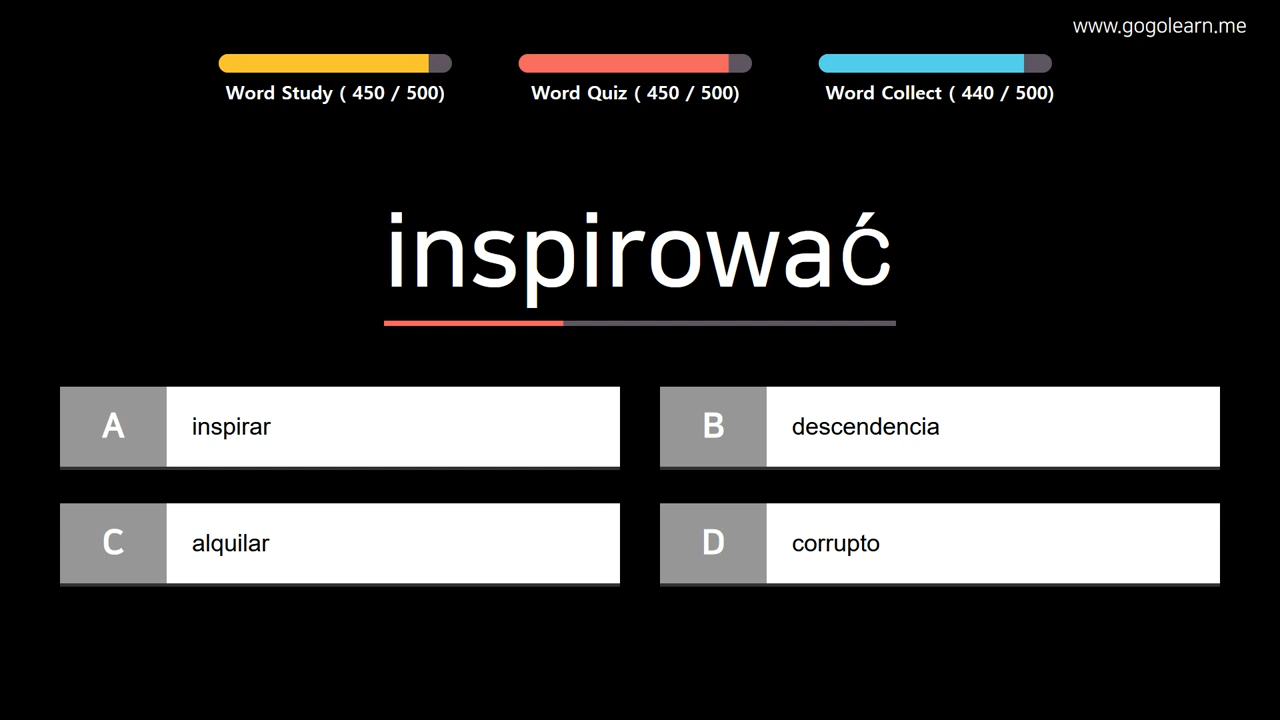 www.gogolearn.me
Word Study ( 450 / 500)
Word Quiz ( 450 / 500)
Word Collect ( 440 / 500)
inspirować
A
inspirar
B
descendencia
C
alquilar
D
corrupto